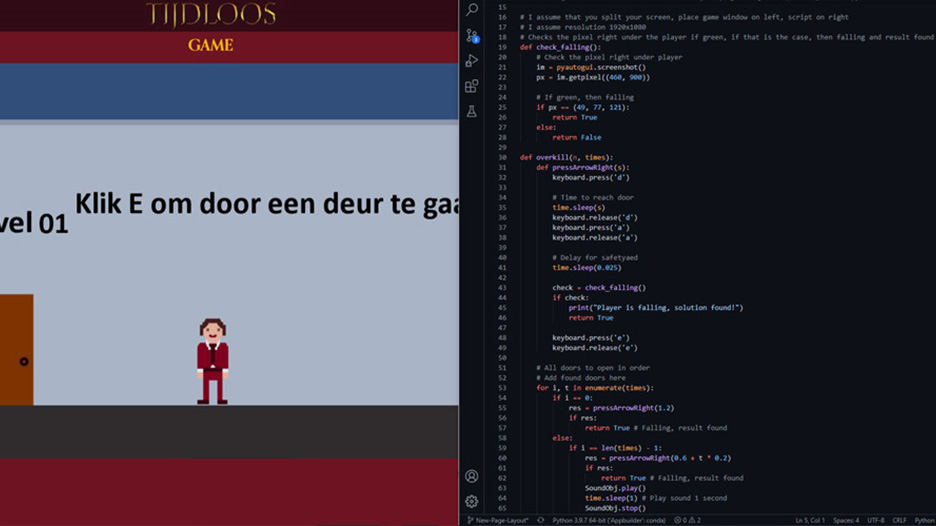 TIJDLOOS
GAME
Klik E om door een deur te gaa
vel 01
15
16 # I assume that you split your screen, place game window on left, script on right
17 # I assume resolution 1920x1080
18 # Checks the pixel right under the player if green, if that is the case, then falling and result found
19 def check_falling():
20 # Check the pixel right under player
21 im = pyautogui.screenshot()
22 px = im.getpixel((460, 900))
23
24 # If green, then falling
25 if px == (49, 77, 121):
26 return True
27 else:
28 return False
29
30 def overkill(n, times):
31 def pressArrowRight(s):
32 keyboard.press('d')
33
34 # Time to reach door
35 time.sleep(s)
36 keyboard.release('d')
37 keyboard.press('a')
38 keyboard.release('a')
39
40 # Delay for safetyaed
41 time.sleep(0.025)
42
43 check = check_falling()
44 if check:
45 print("Player is falling, solution found!")
46 return True
47
48 keyboard.press('e')
49 keyboard.release('e')
50
51 # All doors to open in order
52 # Add found doors here
53 for i, t in enumerate(times):
54 if i == 0:
55 res = pressArrowRight(1.2)
56 if res:
57 return True # Falling, result found
58 else:
59 if i == len(times) - 1:
60 res = pressArrowRight(0.6 + t * 0.2)
61 if res:
62 return True # Falling, result found
63 SoundObj.play()
64 time.sleep(1) # Play sound 1 second
65 SoundObj.stop()
New-Page-Layout* Python 3.9.7 64-bit ('Appbuilder': conda) 0 2 Ln 5, Col 1 Spaces: 4 UTF-8 CRLF Python